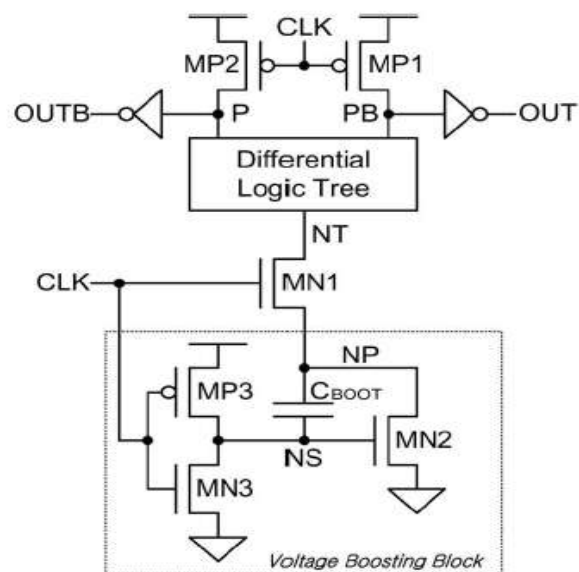 CLK
MP2
MP1
OUTB
P
PB
OUT
Differential
Logic Tree
NT
CLK
MN1
NP
MP3
CBOOT
MN2
NS
MN3
Voltage Boosting Block